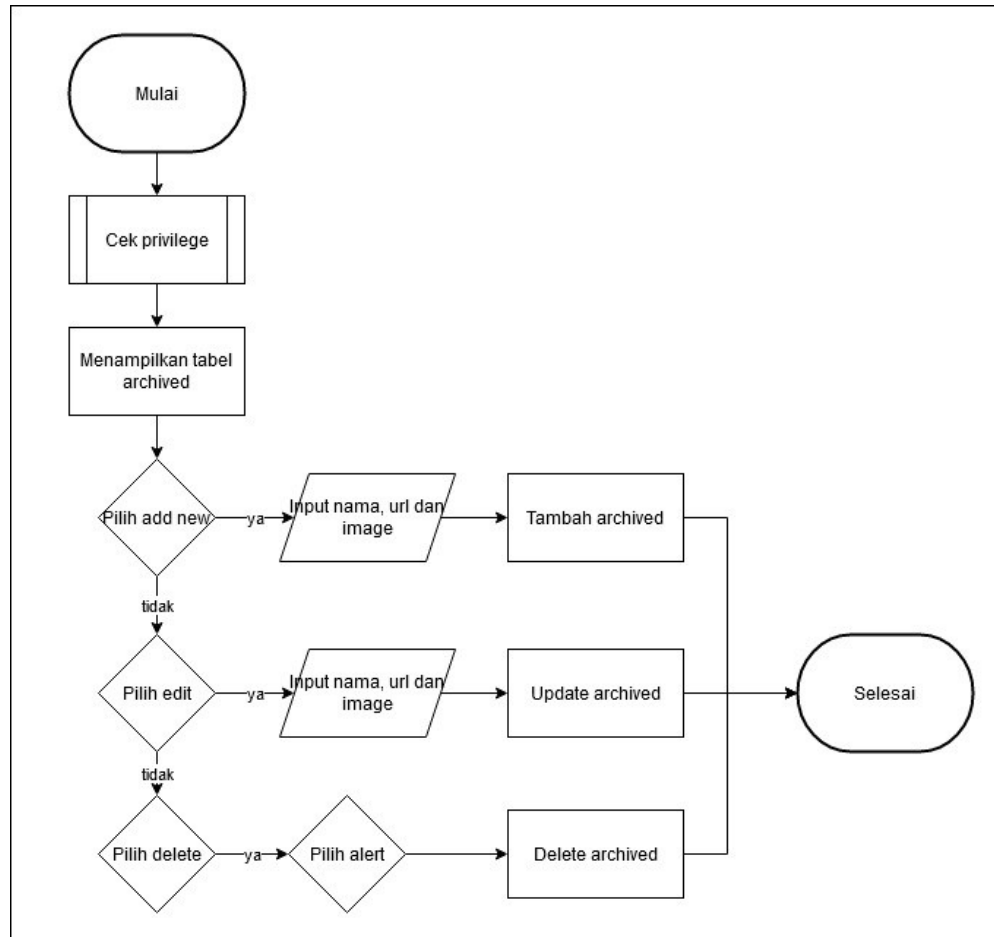 Mulai
Cek privilege
Menampilkan tabel
archived
Pilih add new
ya
Input nama, url dan
image
Tambah archived
tidak
Pilih edit
ya
Input nama, url dan
image
Update archived
Selesai
tidak
Pilih delete
ya
Pilih alert
Delete archived